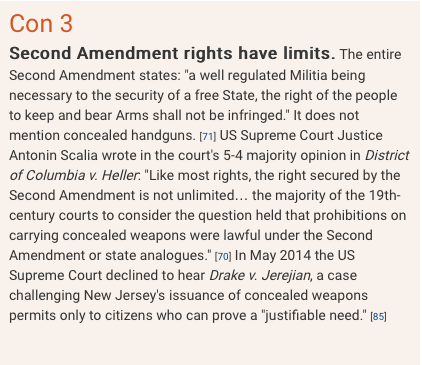 Con 3
Second Amendment rights have limits. The entire
Second Amendment states: "a well regulated Militia being
necessary to the security of a free State, the right of the people
to keep and bear Arms shall not be infringed." It does not
mention concealed handguns. [71] US Supreme Court Justice
Antonin Scalia wrote in the court's 5-4 majority opinion in District
of Columbia v. Heller: "Like most rights, the right secured by the
Second Amendment is not unlimited… the majority of the 19th-
century courts to consider the question held that prohibitions on
carrying concealed weapons were lawful under the Second
Amendment or state analogues." [70] In May 2014 the US
Supreme Court declined to hear Drake v. Jerejian, a case
challenging New Jersey's issuance of concealed weapons
permits only to citizens who can prove a "justifiable need." [85]